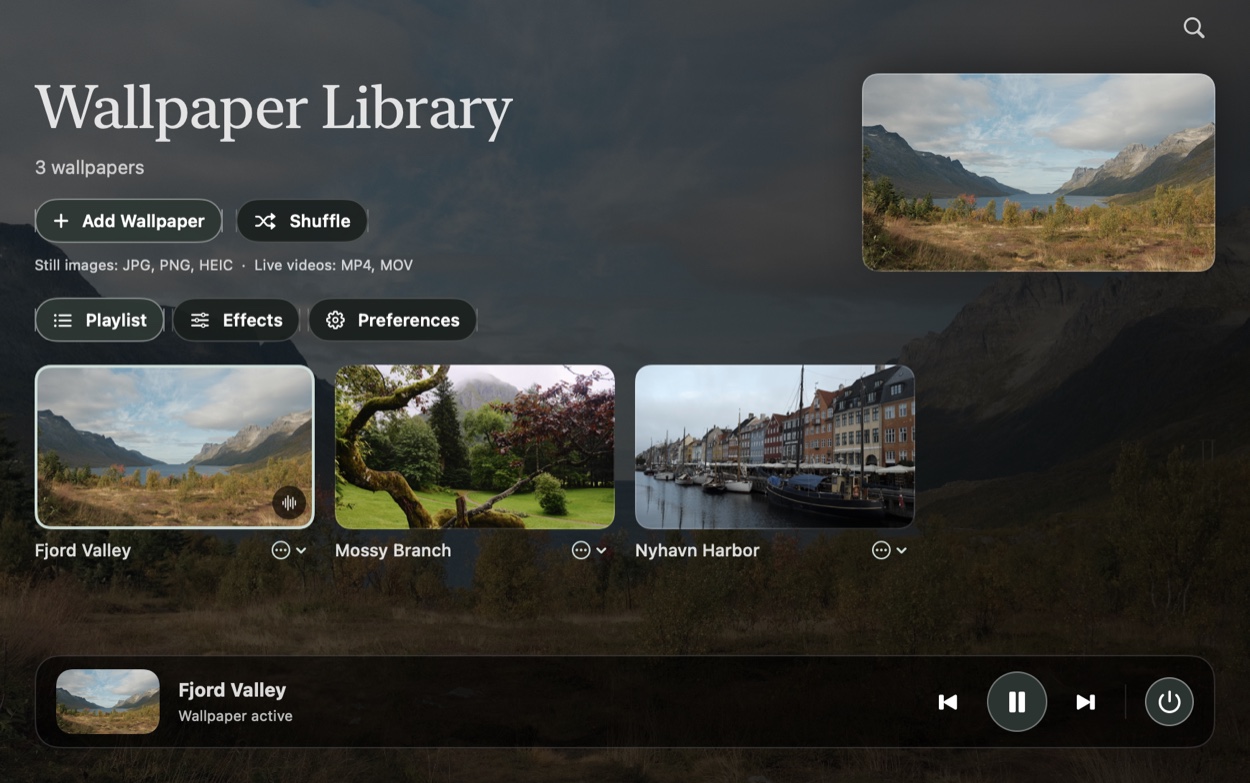 Wallpaper Library
3 wallpapers
Add Wallpaper
Shuffle
Still images: JPG, PNG, HEIC · Live videos: MP4, MOV
Playlist
Effects
Preferences
Fjord Valley
Mossy Branch
Nyhavn Harbor
Fjord Valley
Wallpaper active